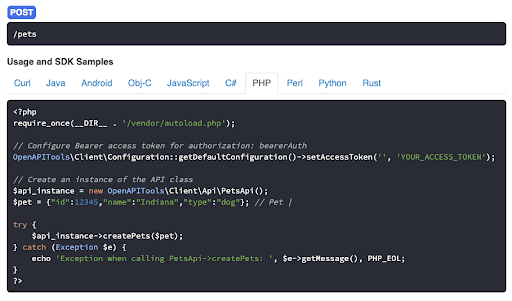 POST
/pets
Usage and SDK Samples
Curl Java Android Obj-C JavaScript C# PHP Perl Python Rust
<?php
require_once(__DIR__ . '/vendor/autoload.php');
// Configure Bearer access token for authorization: bearerAuth
OpenAPITools\Client\Configuration::getDefaultConfiguration()->setAccessToken('', 'YOUR_ACCESS_TOKEN');
// Create an instance of the API class
$api_instance = new OpenAPITools\Client\Api\PetsApi();
$pet = {"id":12345,"name":"Indiana","type":"dog"}; // Pet |
try {
$api_instance->createPets($pet);
} catch (Exception $e) {
echo 'Exception when calling PetsApi->createPets: ', $e->getMessage(), PHP_EOL;
}
?>